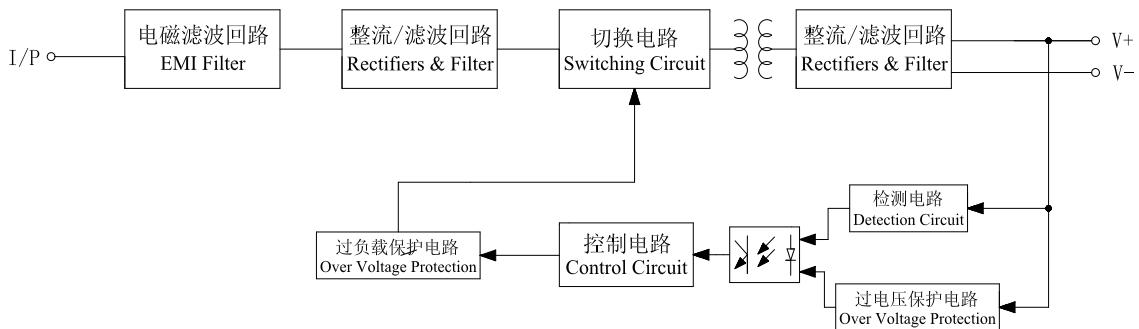 I/P
电磁滤波回路
EMI Filter
整流/滤波回路
Rectifiers & Filter
切换电路
Switching Circuit
整流/滤波回路
Rectifiers & Filter
V+
V-
检测电路
Detection Circuit
过负载保护电路
Over Voltage Protection
控制电路
Control Circuit
过电压保护电路
Over Voltage Protection